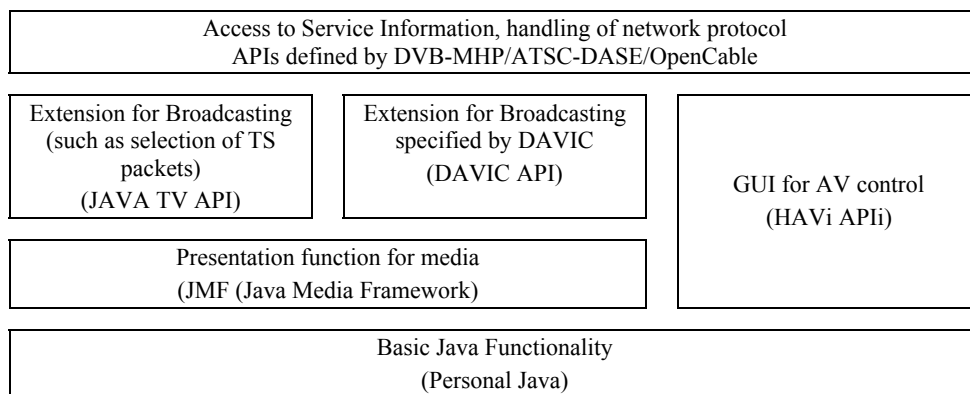 Access to Service Information, handling of network protocol
APIs defined by DVB-MHP/ATSC-DASE/OpenCable
Extension for Broadcasting
(such as selection of TS
packets)
(JAVA TV API)
Extension for Broadcasting
specified by DAVIC
(DAVIC API)
GUI for AV control
(HAVi APIi)
Presentation function for media
(JMF (Java Media Framework)
Basic Java Functionality
(Personal Java)